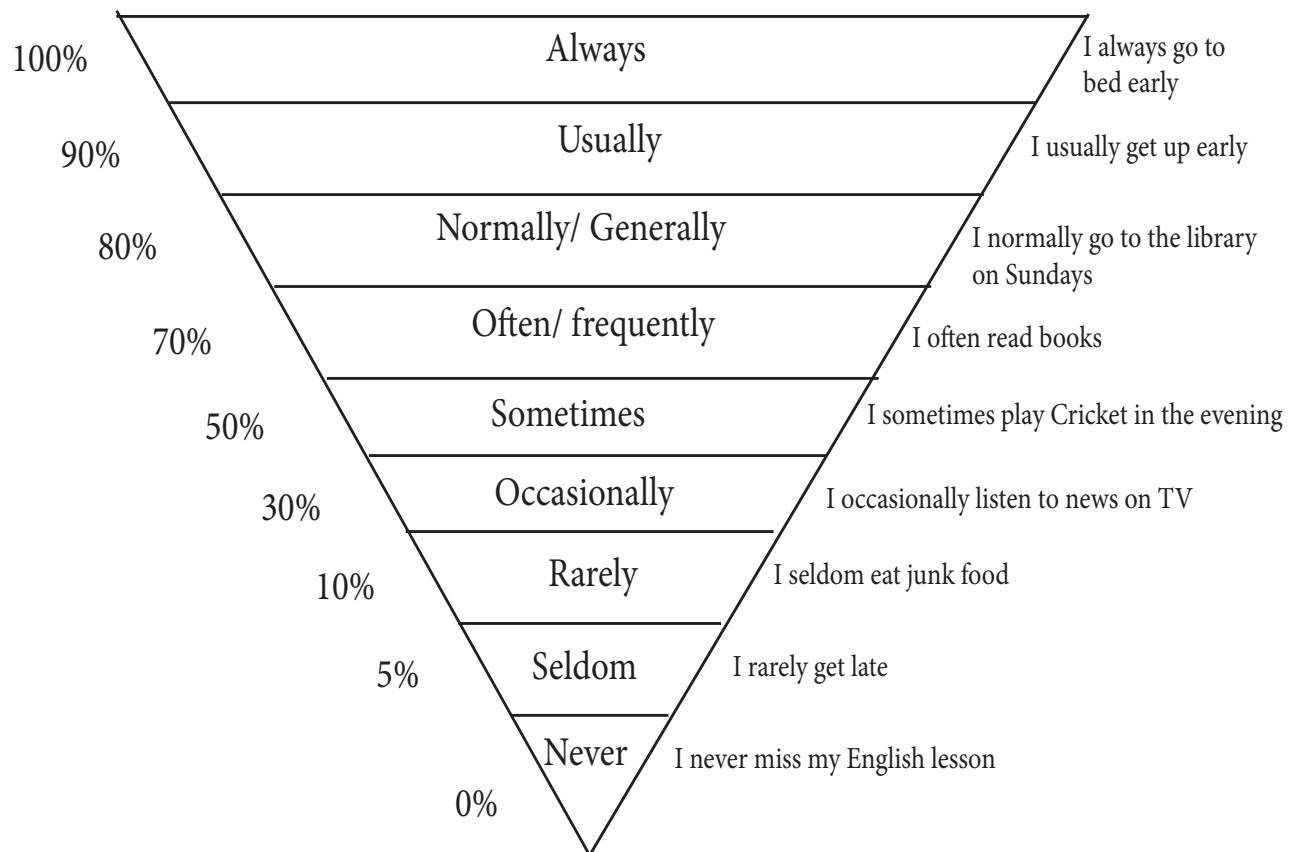 100% Always I always go to
bed early
90% Usually I usually get up early
80% Normally/ Generally I normally go to the library
on Sundays
70% Often/ frequently I often read books
50% Sometimes I sometimes play Cricket in the evening
30% Occasionally I occasionally listen to news on TV
10% Rarely I seldom eat junk food
5% Seldom I rarely get late
0% Never I never miss my English lesson